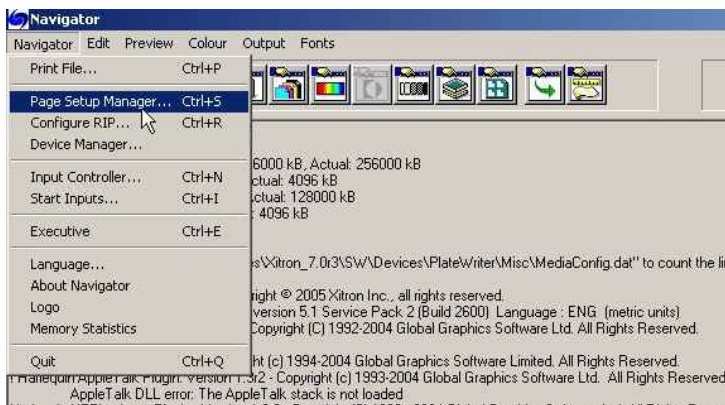 Navigator
Navigator Edit Preview Colour Output Fonts
Print File... Ctrl+P
Page Setup Manager... Ctrl+S
Configure RIP... Ctrl+R
Device Manager...
Input Controller... Ctrl+N
Start Inputs... Ctrl+I
Executive Ctrl+E
Language...
About Navigator
Logo
Memory Statistics
Quit Ctrl+Q
6000 kB, Actual: 256000 kB
ctual: 4096 kB
ctual: 128000 kB
: 4096 kB
s\Xitron_7.0r3\SW\Devices\PlateWriter\Misc\MediaConfig.dat" to count the li
right © 2005 Xitron Inc., all rights reserved.
version 5.1 Service Pack 2 (Build 2600) Language : ENG (metric units)
Copyright (C) 1992-2004 Global Graphics Software Ltd. All Rights Reserved.
ht (c) 1994-2004 Global Graphics Software Limited. All Rights Reserved.
! Harlequin AppleTalk Plugin. Version 1.3r2 - Copyright (c) 1993-2004 Global Graphics Software Ltd. All Rights Reserved
AppleTalk DLL error: The AppleTalk stack is not loaded